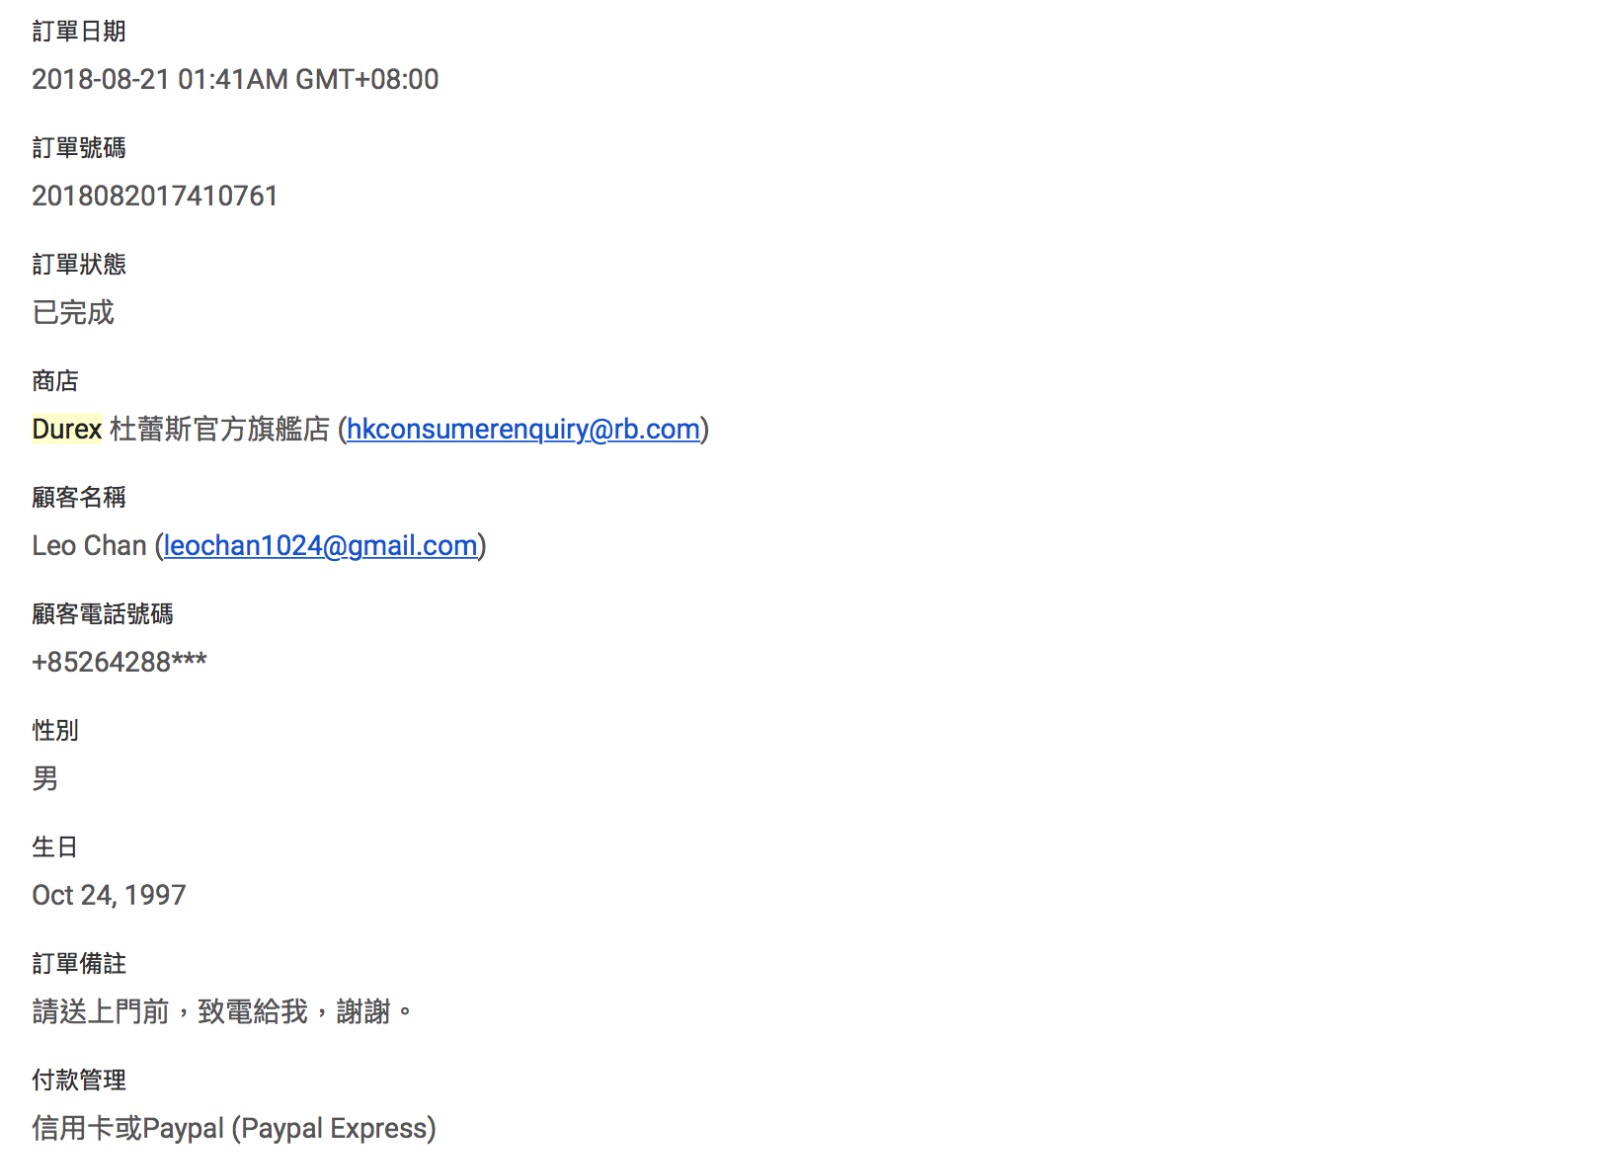 訂單日期
2018-08-21 01:41AM GMT+08:00
訂單號碼
2018082017410761
訂單狀態
已完成
商店
Durex 杜蕾斯官方旗艦店 (hkconsumerenquiry@rb.com)
顧客名稱
Leo Chan (leochan1024@gmail.com)
顧客電話號碼
+85264288***
性別
男
生日
Oct 24, 1997
訂單備註
請送上門前，致電給我，謝謝。
付款管理
信用卡或Paypal (Paypal Express)